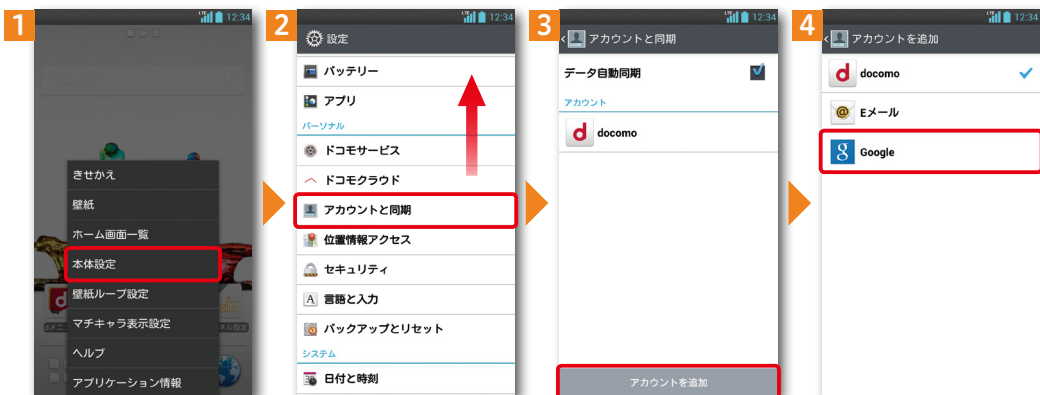 1
LTE 12:34
きせかえ
壁紙
ホーム画面一覧
本体設定
壁紙ループ設定
マチキャラ表示設定
ヘルプ
アプリケーション情報
2
LTE 12:34
設定
バッテリー
アプリ
パーソナル
ドコモサービス
ドコモクラウド
アカウントと同期
位置情報アクセス
セキュリティ
A 言語と入力
バックアップとリセット
システム
日付と時刻
3
LTE 12:34
アカウントと同期
データ自動同期
アカウント
d docomo
アカウントを追加
4
LTE 12:34
アカウントを追加
d docomo
@ Eメール
g Google